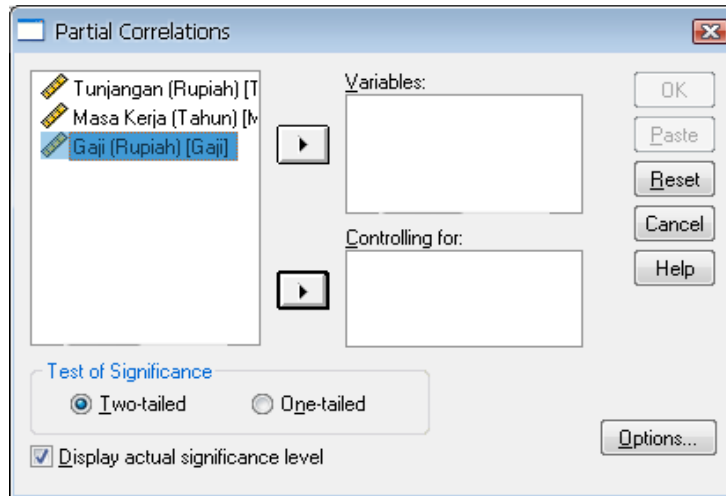 Partial Correlations
Tunjangan (Rupiah) [T
Masa Kerja (Tahun) [M
Gaji (Rupiah) [Gaji]
Variables:
Controlling for:
OK
Paste
Reset
Cancel
Help
Test of Significance
Two-tailed
One-tailed
Display actual significance level
Options...